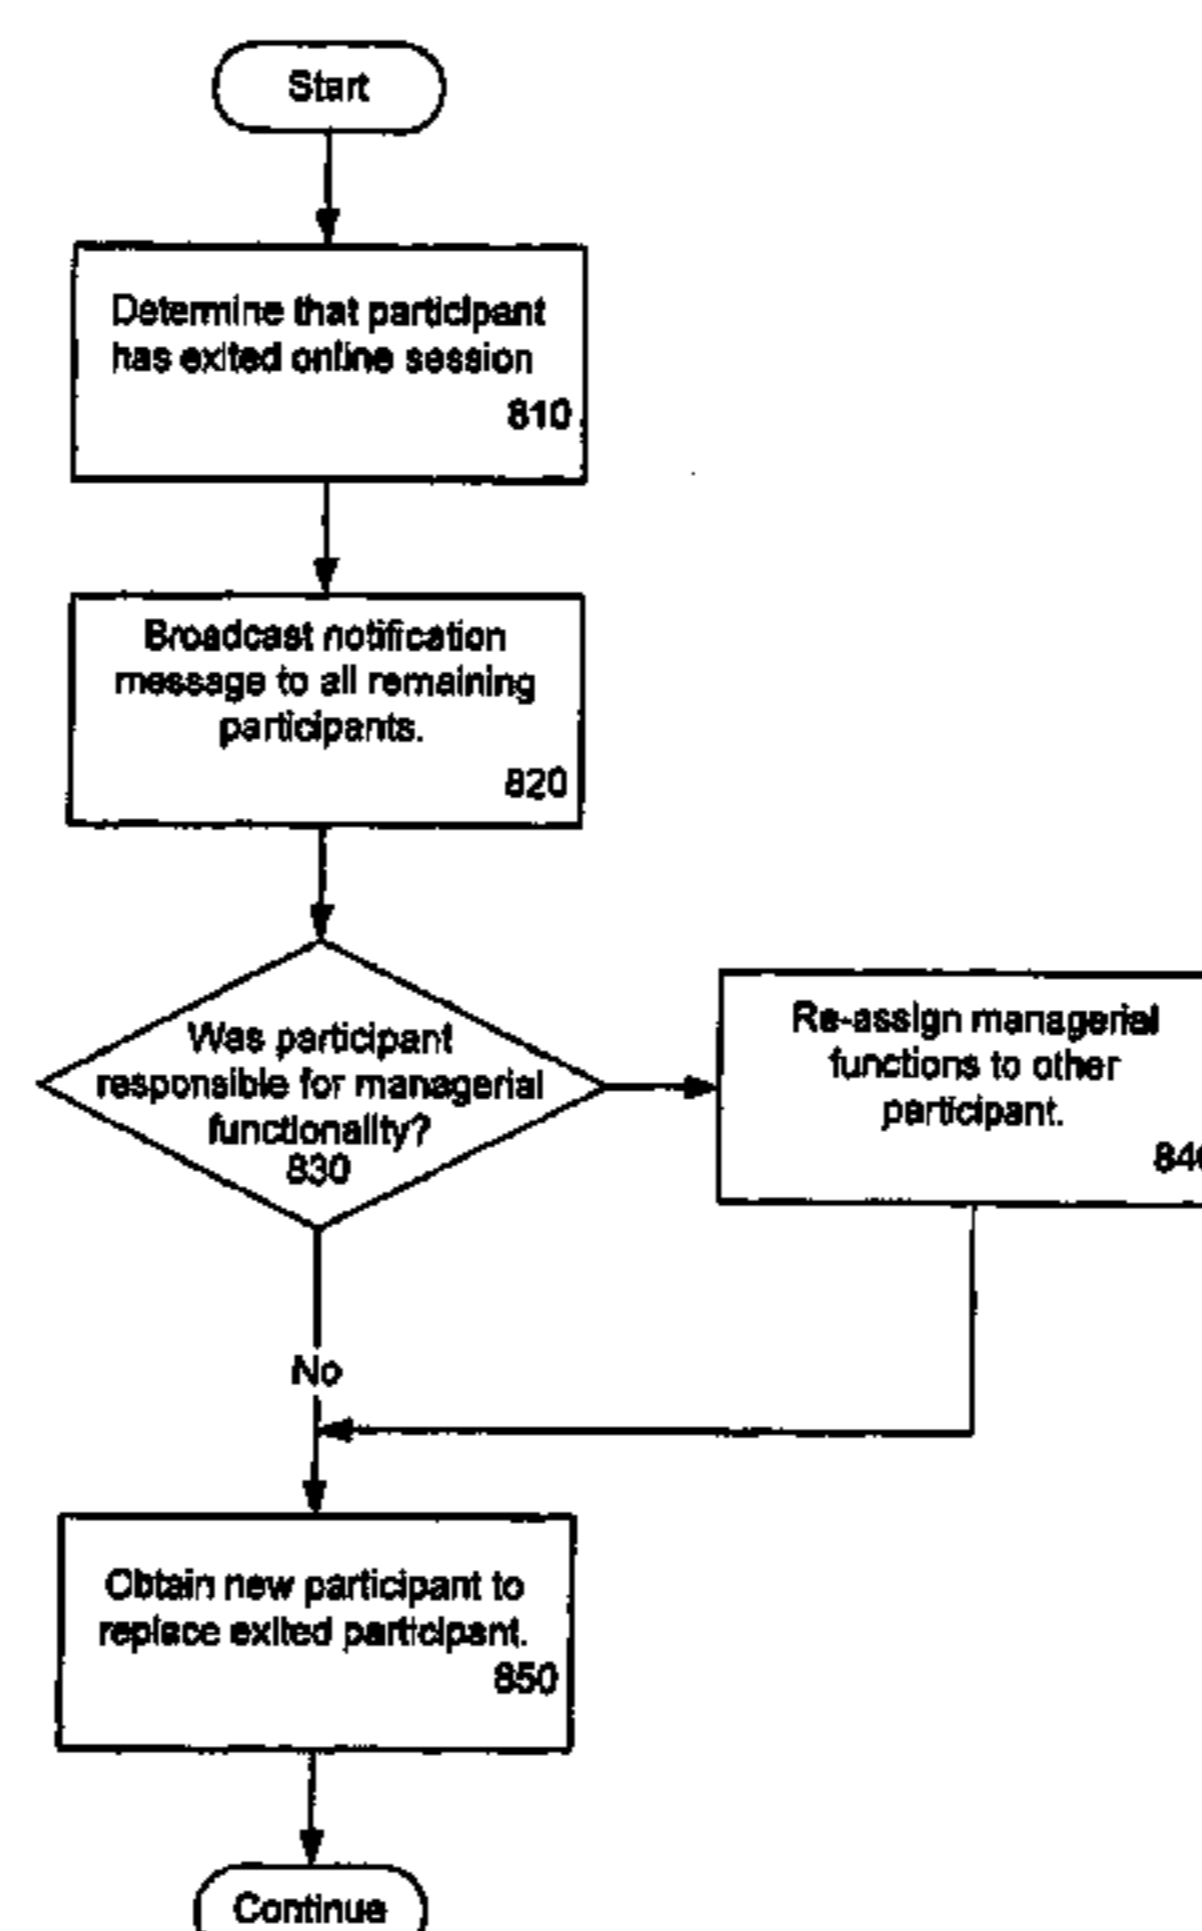 Start
Determine that participant
has exited online session
810
Broadcast notification
message to all remaining
participants.
820
Was participant
responsible for managerial
functionality?
830
Re-assign managerial
functions to other
participant.
840
No
Obtain new participant to
replace exited participant.
850
Continue